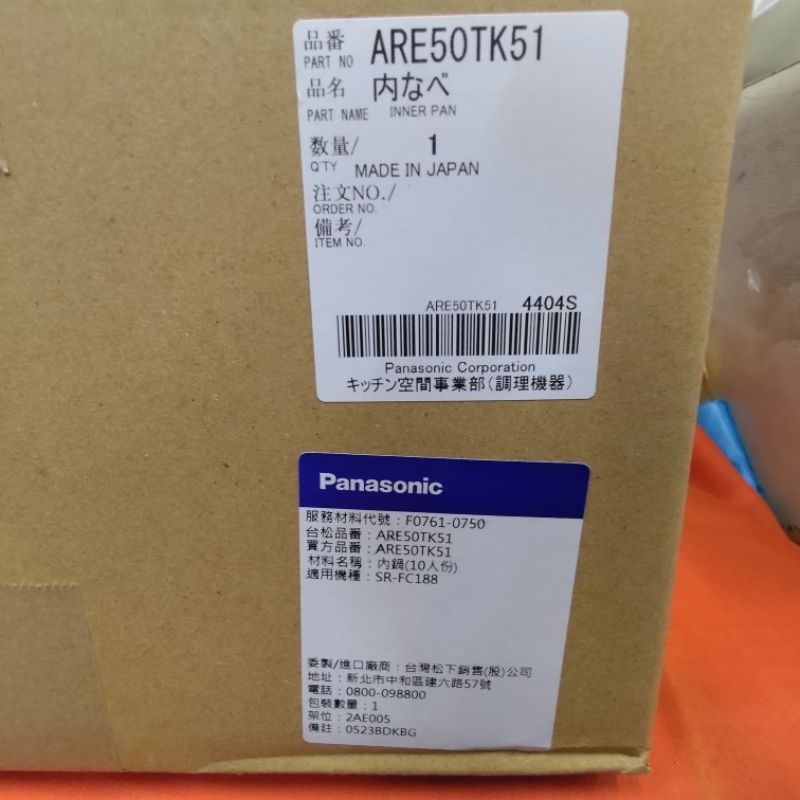 品番 ARE50TK51
PART NO
品名 内なべ
PART NAME INNER PAN
数量/ 1
Q'TY MADE IN JAPAN
注文NO./
ORDER NO.
備考/
ITEM NO.
ARE50TK51 4404S
Panasonic Corporation
キッチン空間事業部(調理機器)
Panasonic
服務材料代號：F0761-0750
台松品番：ARE50TK51
買方品番：ARE50TK51
材料名稱：內鍋(10人份)
適用機種：SR-FC188
委製/進口廠商：台灣松下銷售(股)公司
地址：新北市中和區建六路57號
電話：0800-098800
包裝數量：1
架位：2AE005
備註：0523BDKBG